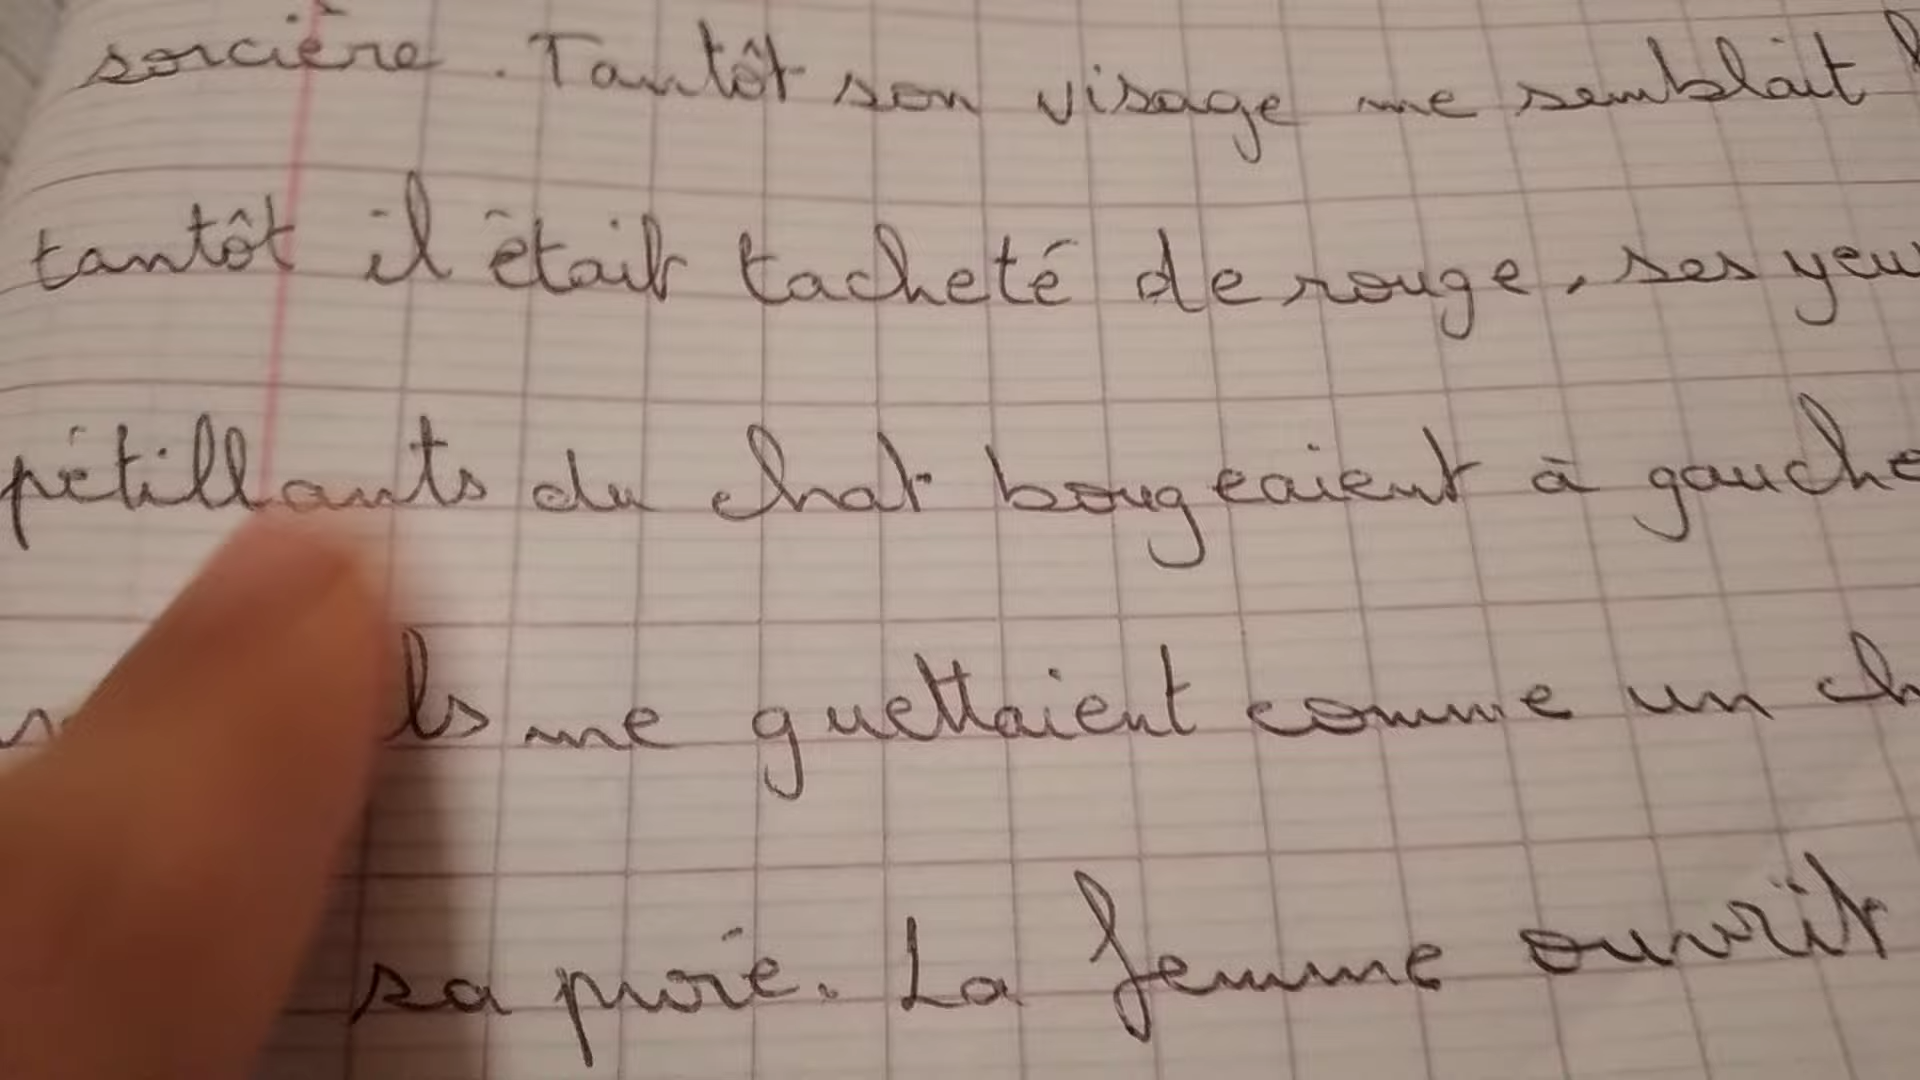 sorcière. Tantôt son visage me semblait
tantôt il était tacheté de rouge, ses
pétillants du chat bougeaient à gauche
me guettaient comme un
sa proie. La femme ouvrit